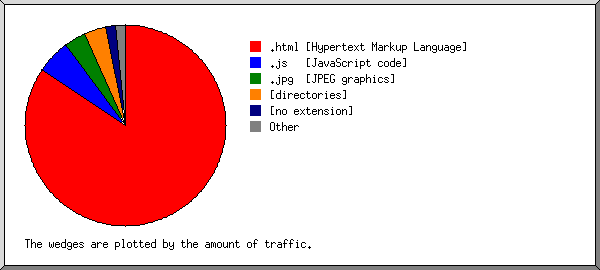 .html [Hypertext Markup Language]
.js [JavaScript code]
.jpg [JPEG graphics]
[directories]
[no extension]
Other
The wedges are plotted by the amount of traffic.